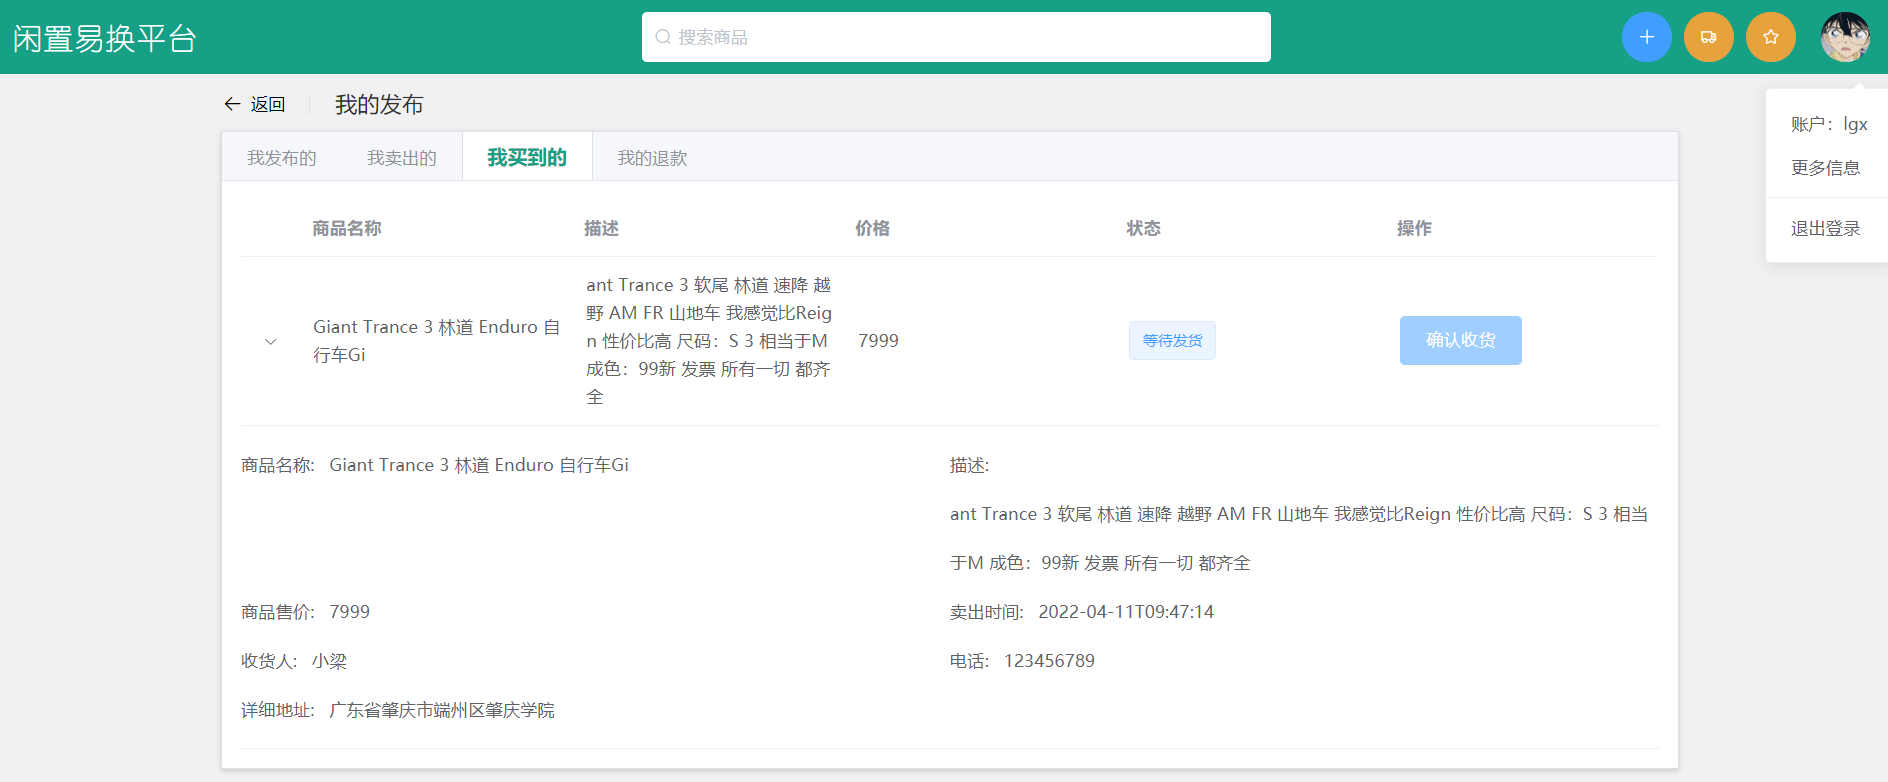 闲置易换平台
搜索商品
返回
我的发布
账户：lgx
更多信息
退出登录
我发布的
我卖出的
我买到的
我的退款
商品名称
描述
价格
状态
操作
Giant Trance 3 林道 Enduro 自
行车Gi
ant Trance 3 软尾 林道 速降 越
野 AM FR 山地车 我感觉比Reig
n 性价比高 尺码：S 3 相当于M
成色：99新 发票 所有一切 都齐
全
7999
等待发货
确认收货
商品名称: Giant Trance 3 林道 Enduro 自行车Gi
描述:
ant Trance 3 软尾 林道 速降 越野 AM FR 山地车 我感觉比Reign 性价比高 尺码：S 3 相当
于M 成色：99新 发票 所有一切 都齐全
商品售价: 7999
卖出时间: 2022-04-11T09:47:14
收货人: 小梁
电话: 123456789
详细地址: 广东省肇庆市端州区肇庆学院